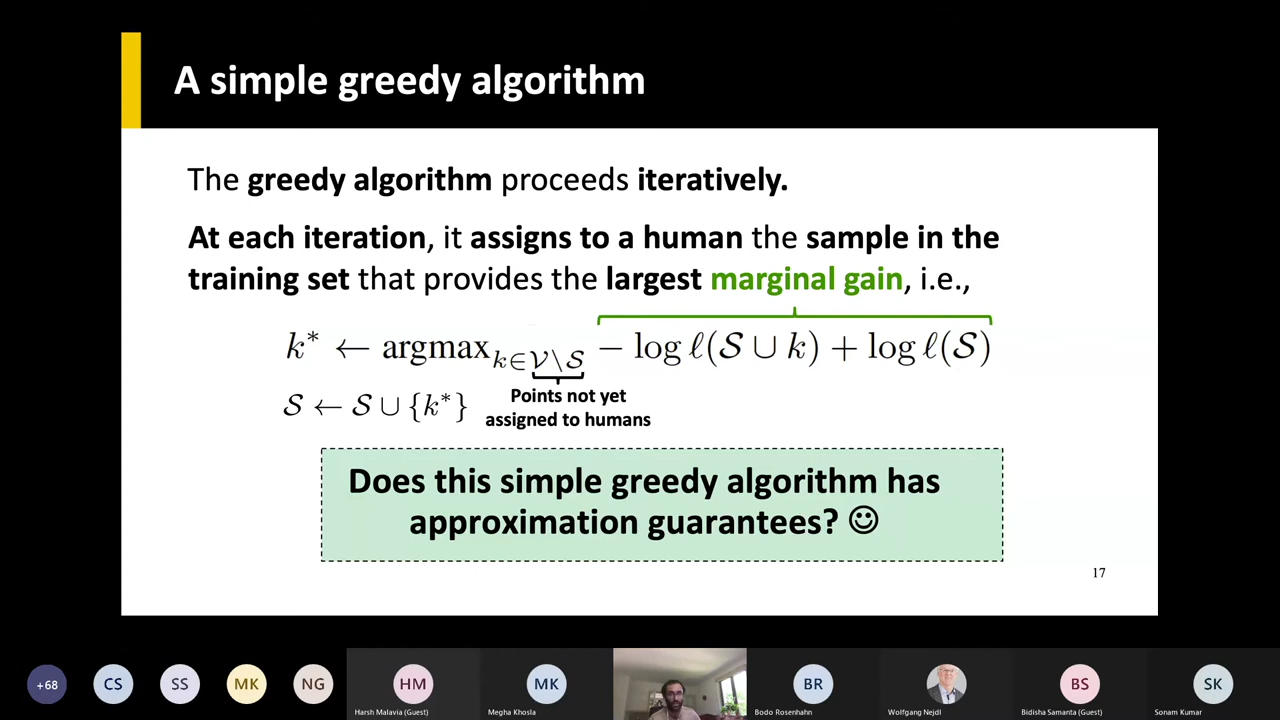 A simple greedy algorithm
The greedy algorithm proceeds iteratively.
At each iteration, it assigns to a human the sample in the
training set that provides the largest marginal gain, i.e.,
k* ← argmax_{k∈𝒱\𝒮} − log ℓ(𝒮 ∪ k) + log ℓ(𝒮)
𝒮 ← 𝒮 ∪ {k*}
Points not yet
assigned to humans
Does this simple greedy algorithm has
approximation guarantees? ☺
17
+68
CS
SS
MK
NG
HM
Harsh Malavia (Guest)
MK
Megha Khosla
BR
Bodo Rosenhahn
Wolfgang Nejdl
BS
Bidisha Samanta (Guest)
SK
Sonam Kumar